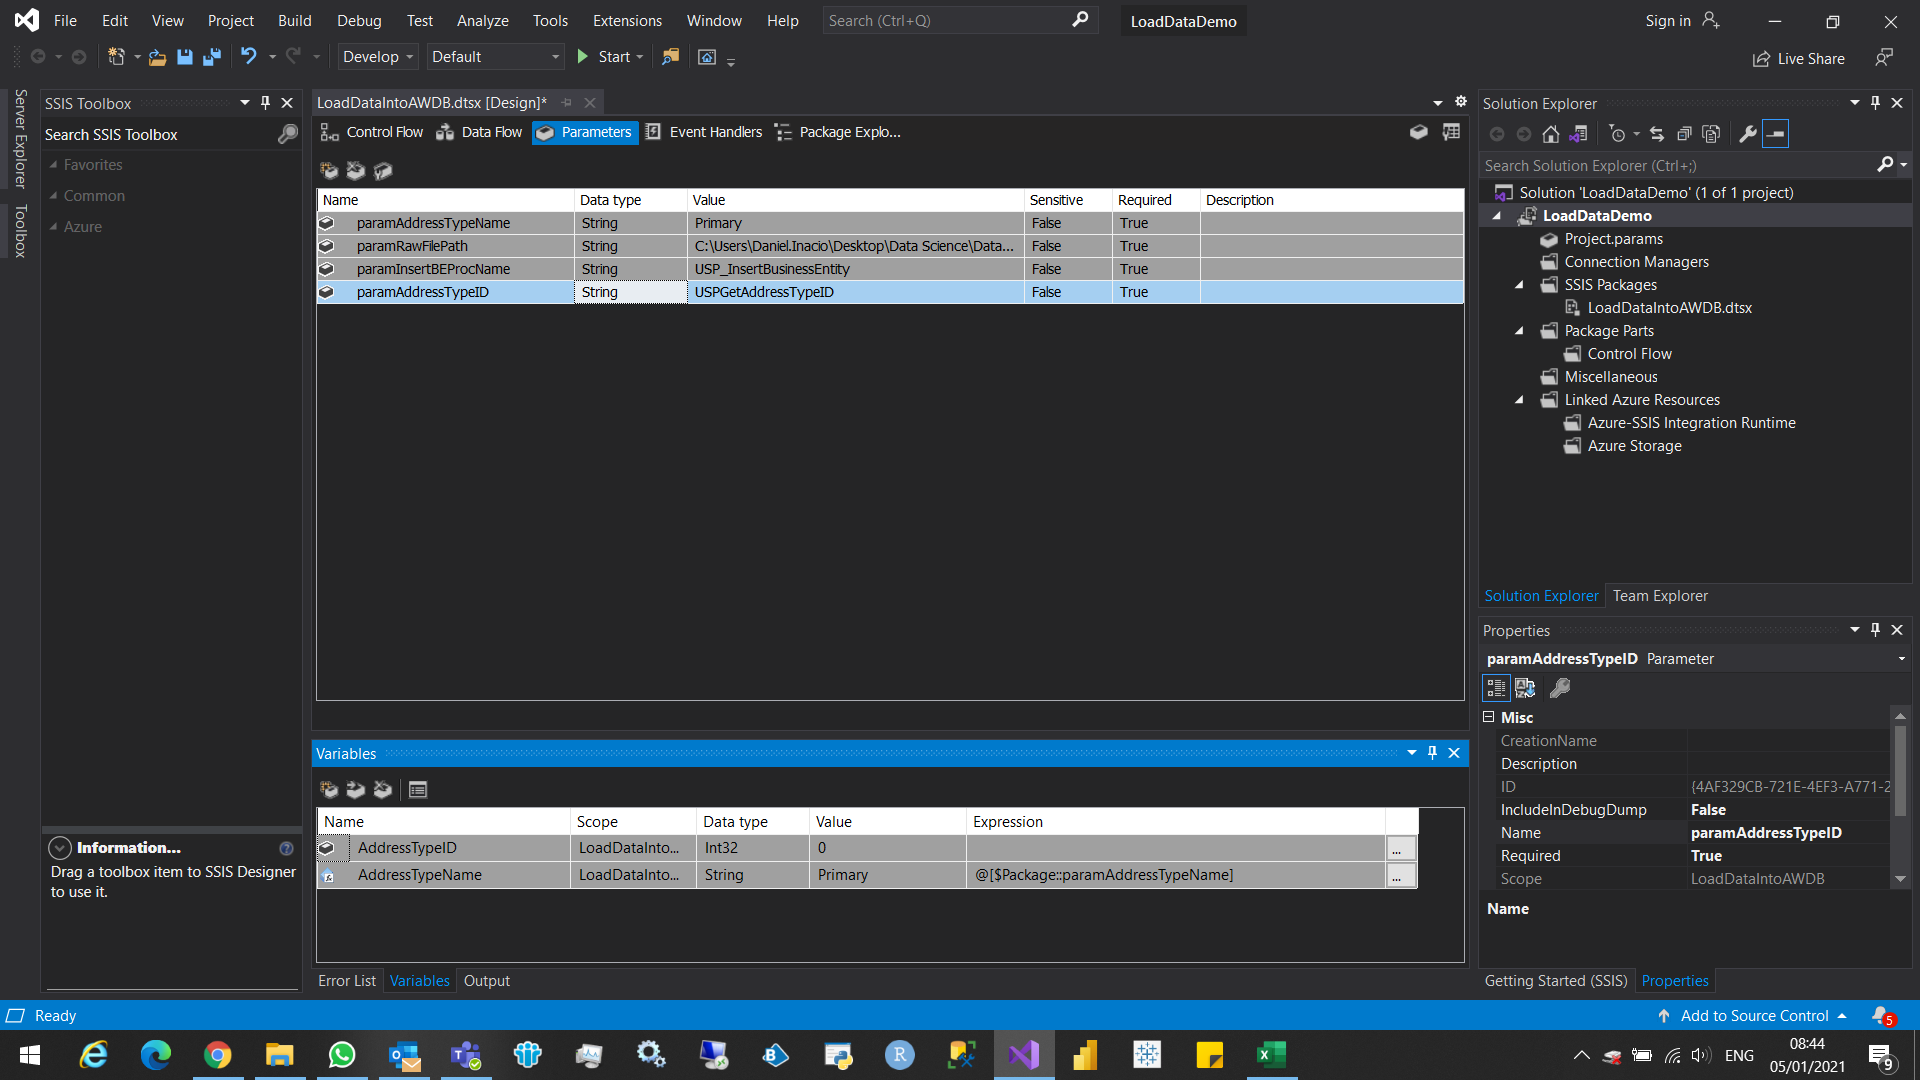 File Edit View Project Build Debug Test Analyze Tools Extensions Window Help Search (Ctrl+Q) LoadDataDemo Sign in
Develop Default Start Live Share
Server Explorer
Toolbox
SSIS Toolbox
Search SSIS Toolbox
Favorites
Common
Azure
Information...
Drag a toolbox item to SSIS Designer
to use it.
LoadDataIntoAWDB.dtsx [Design]*
Control Flow Data Flow Parameters Event Handlers Package Explo...
Name Data type Value Sensitive Required Description
paramAddressTypeName String Primary False True
paramRawFilePath String C:\Users\Daniel.Inacio\Desktop\Data Science\Data... False True
paramInsertBEProcName String USP_InsertBusinessEntity False True
paramAddressTypeID String USPGetAddressTypeID False True
Variables
Name Scope Data type Value Expression
AddressTypeID LoadDataInto... Int32 0 ...
AddressTypeName LoadDataInto... String Primary @[$Package::paramAddressTypeName] ...
Error List Variables Output
Solution Explorer
Search Solution Explorer (Ctrl+;)
Solution 'LoadDataDemo' (1 of 1 project)
LoadDataDemo
Project.params
Connection Managers
SSIS Packages
LoadDataIntoAWDB.dtsx
Package Parts
Control Flow
Miscellaneous
Linked Azure Resources
Azure-SSIS Integration Runtime
Azure Storage
Solution Explorer Team Explorer
Properties
paramAddressTypeID Parameter
Misc
CreationName
Description
ID {4AF329CB-721E-4EF3-A771-2
IncludeInDebugDump False
Name paramAddressTypeID
Required True
Scope LoadDataIntoAWDB
Name
Getting Started (SSIS) Properties
Ready Add to Source Control 5
ENG 08:44
05/01/2021 9